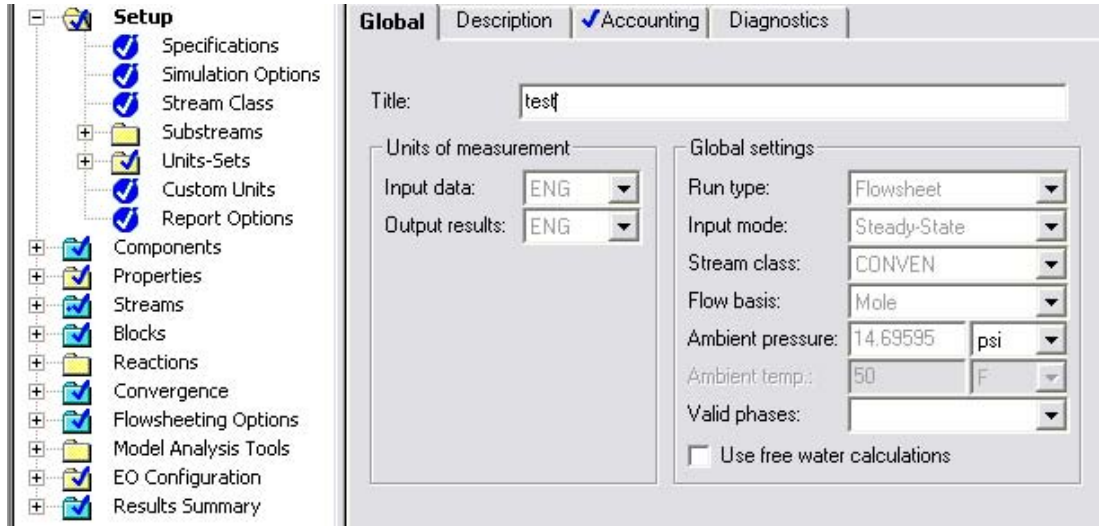 Setup
Specifications
Simulation Options
Stream Class
Substreams
Units-Sets
Custom Units
Report Options
Components
Properties
Streams
Blocks
Reactions
Convergence
Flowsheeting Options
Model Analysis Tools
EO Configuration
Results Summary
Global Description Accounting Diagnostics
Title: test
Units of measurement
Input data: ENG
Output results: ENG
Global settings
Run type: Flowsheet
Input mode: Steady-State
Stream class: CONVEN
Flow basis: Mole
Ambient pressure: 14.69595 psi
Ambient temp.: 50 F
Valid phases:
Use free water calculations